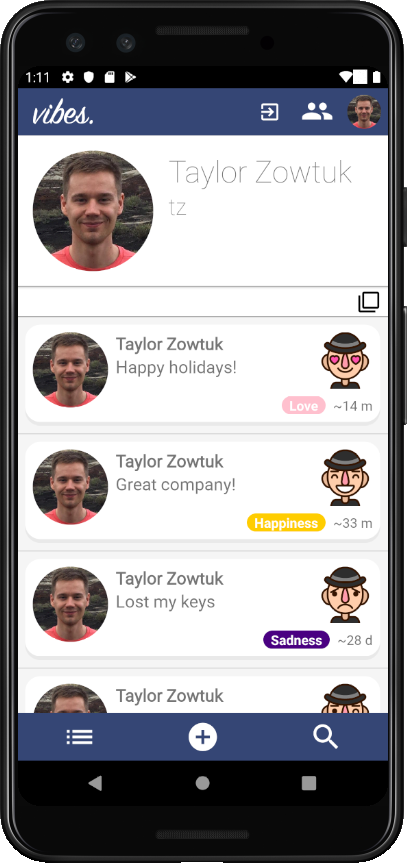 1:11
vibes.
Taylor Zowtuk
tz
Taylor Zowtuk
Happy holidays!
Love ~14 m
Taylor Zowtuk
Great company!
Happiness ~33 m
Taylor Zowtuk
Lost my keys
Sadness ~28 d
Taylor Zowtuk